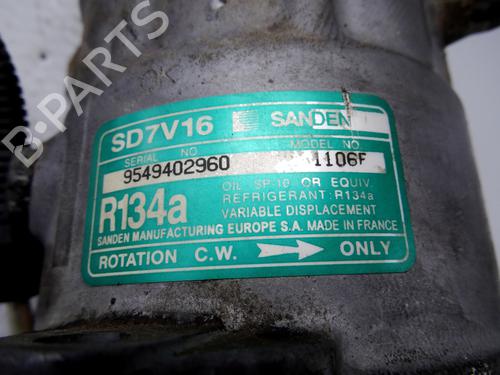 B-PARTS
SD7V16 SANDEN
SERIAL NO MODEL NO
9549402960 1106F
OIL SP-10 OR EQUIV.
R134a REFRIGERANT:R134a
VARIABLE DISPLACEMENT
SANDEN MANUFACTURING EUROPE S.A. MADE IN FRANCE
ROTATION C.W. ONLY